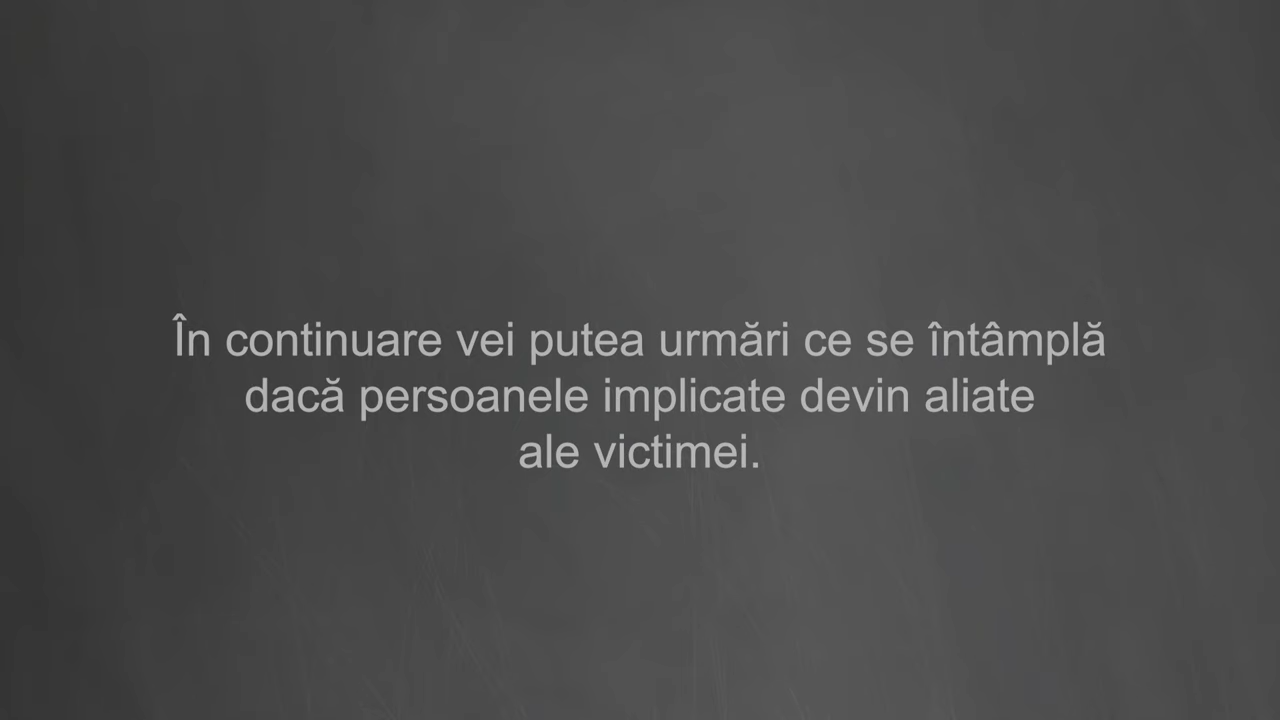 În continuare vei putea urmări ce se întâmplă
dacă persoanele implicate devin aliate
ale victimei.